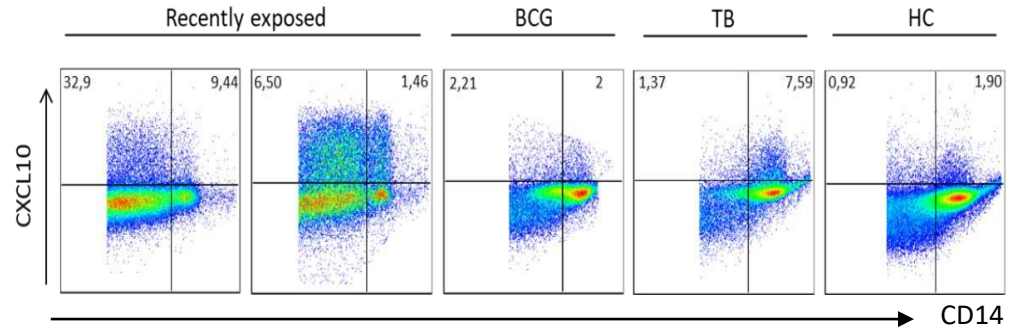 Recently exposed BCG TB HC
32,9 9,44 6,50 1,46 2,21 2 1,37 7,59 0,92 1,90
CXCL10
CD14